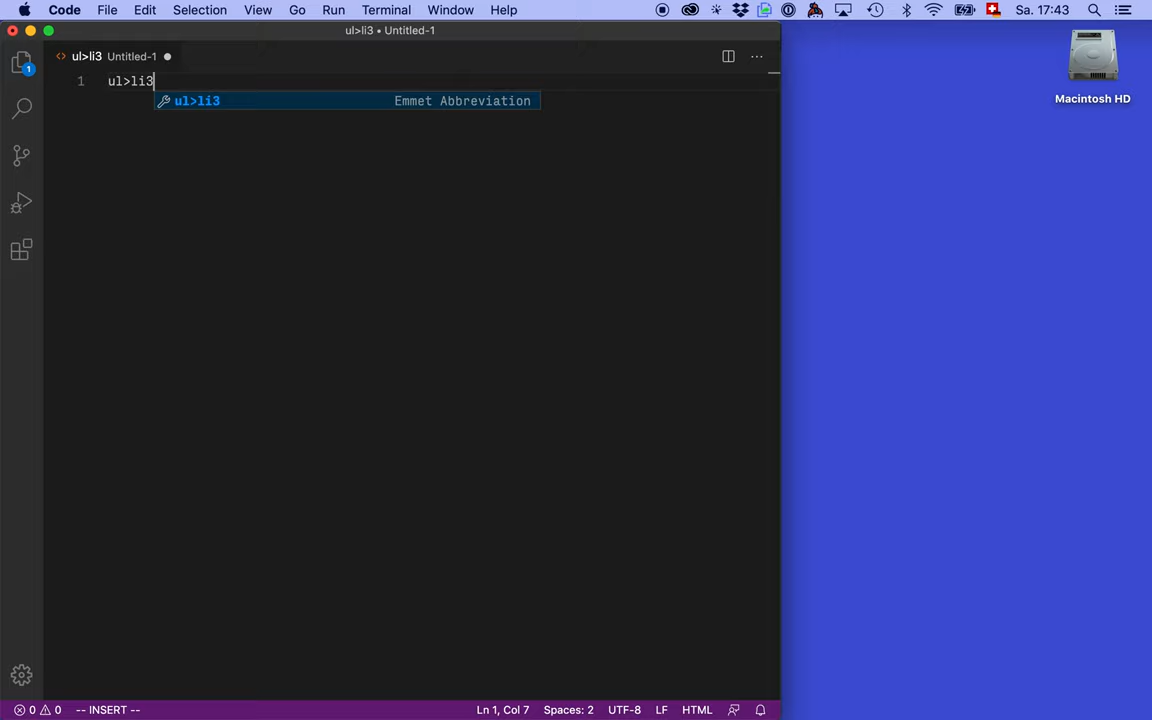 Code File Edit Selection View Go Run Terminal Window Help Sa. 17:43
ul>li3 • Untitled-1
Macintosh HD
<> ul>li3 Untitled-1 ● ···
1
1 ul>li3
ul>li3 Emmet Abbreviation
0 0 -- INSERT -- Ln 1, Col 7 Spaces: 2 UTF-8 LF HTML